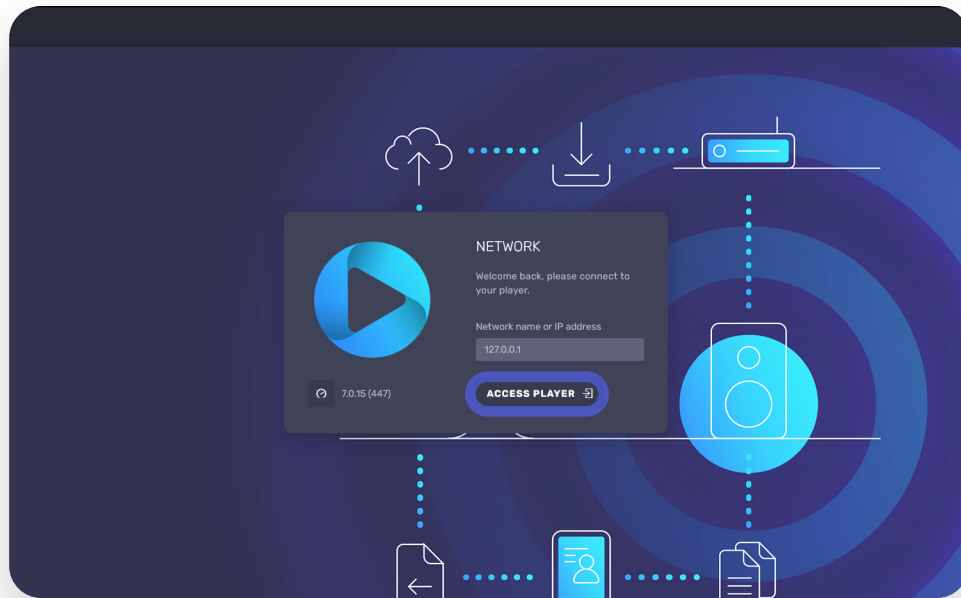 NETWORK
Welcome back, please connect to
your player.
Network name or IP address
127.0.0.1
7.0.15 (447)
ACCESS PLAYER